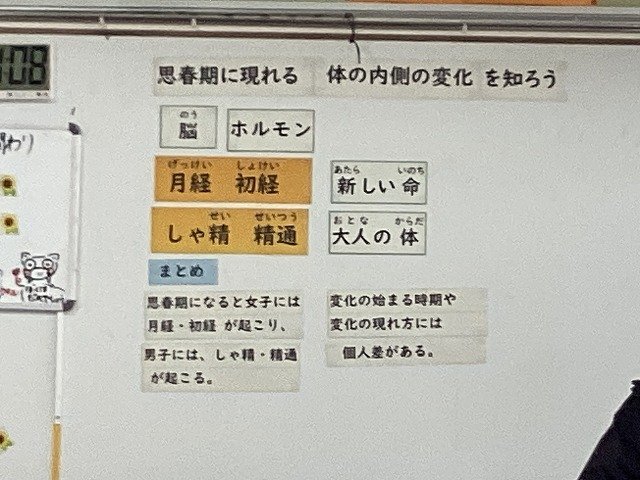 08
思春期に現れる 体の内側の変化 を知ろう
のう
脳 ホルモン
げっけい しょけい
月経 初経
あたら いのち
新しい 命
せい せいつう
しゃ精 精通
おとな からだ
大人の 体
まとめ
思春期になると女子には
月経・初経 が起こり、
男子には、しゃ精・精通
が起こる。
変化の始まる時期や
変化の現れ方には
個人差がある。
わり